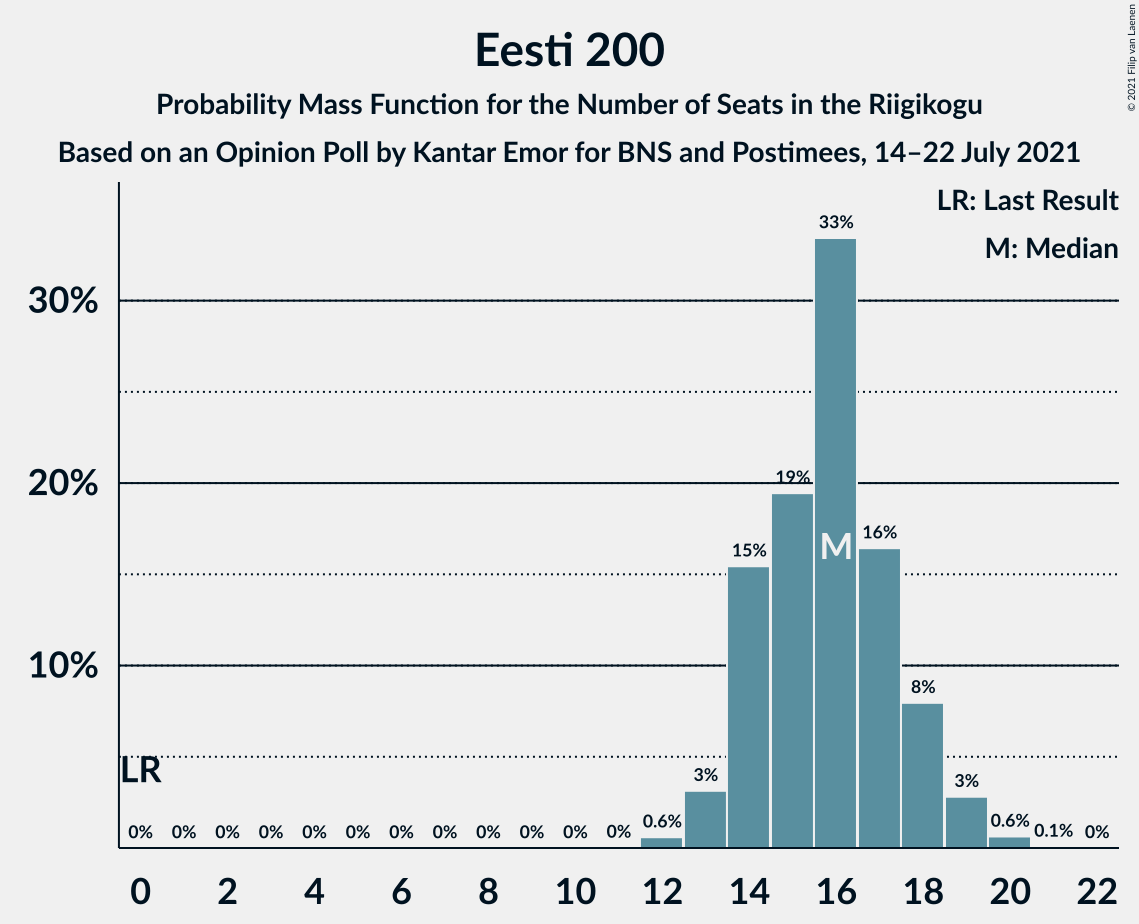 Eesti 200
Probability Mass Function for the Number of Seats in the Riigikogu
Based on an Opinion Poll by Kantar Emor for BNS and Postimees, 14–22 July 2021
© 2021 Filip van Laenen
LR: Last Result
M: Median
33%
30%
20%
19%
16%
M
15%
10%
8%
LR
3%
3%
0% 0% 0% 0% 0% 0% 0% 0% 0% 0% 0% 0% 0.6% 0.6% 0.1% 0%
0 2 4 6 8 10 12 14 16 18 20 22